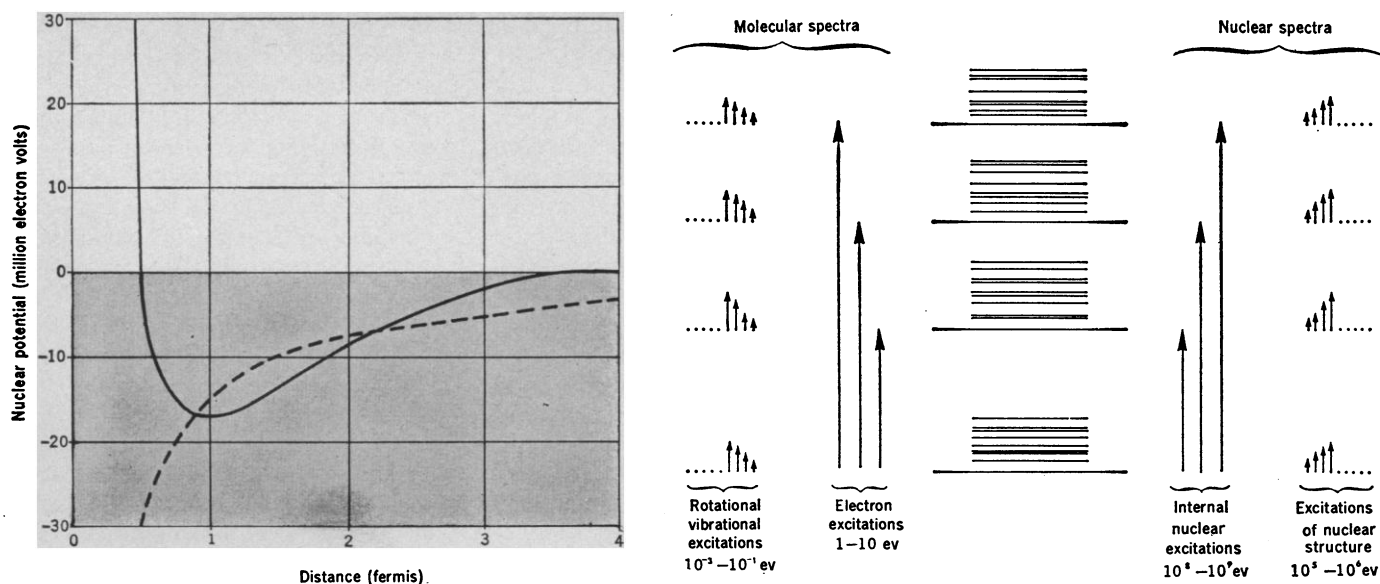 Nuclear potential (million electron volts)
30
20
10
0
-10
-20
-30
0
1
2
3
4
Distance (fermis)
Molecular spectra
Nuclear spectra
Rotational
vibrational
excitations
10⁻³ –10⁻¹ ev
Electron
excitations
1–10 ev
Internal
nuclear
excitations
10⁸ –10⁹ev
Excitations
of nuclear
structure
10⁵ –10⁶ev